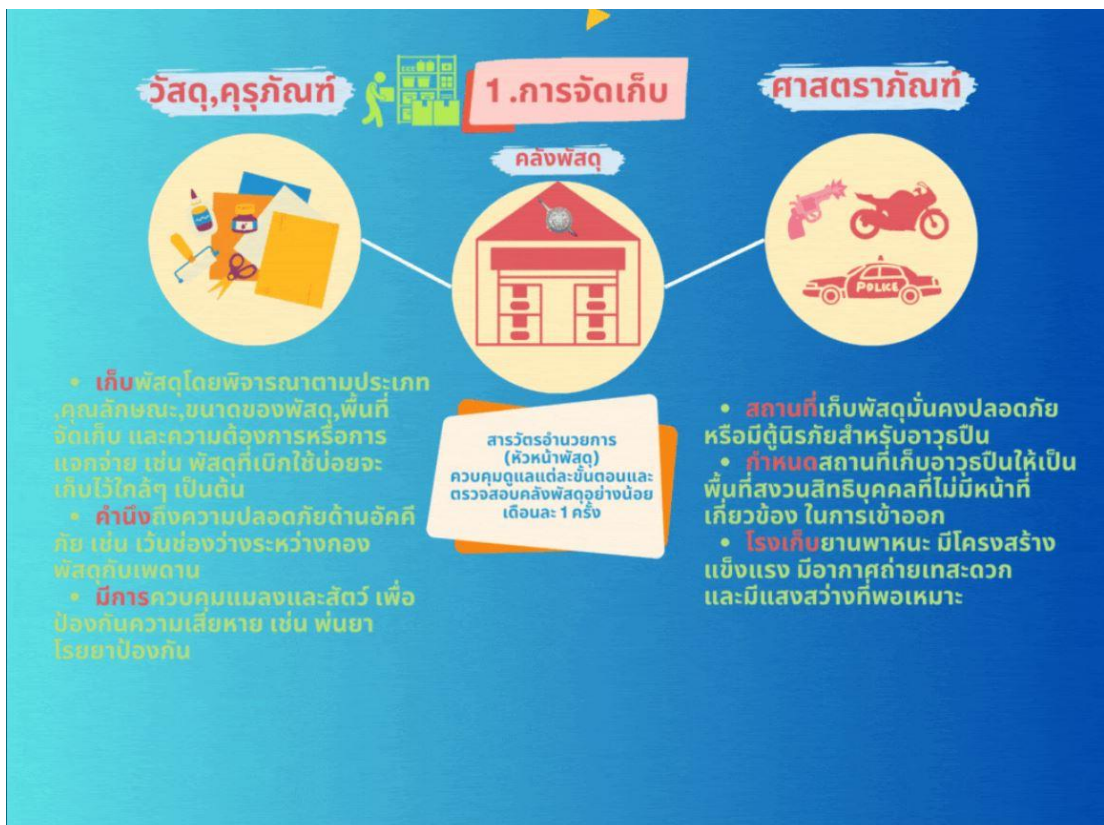 วัสดุ,คุรุภัณฑ์
1 .การจัดเก็บ
ศาสตราภัณฑ์
คลังพัสดุ
POLICE
• เก็บพัสดุโดยพิจารณาตามประเภท
,คุณลักษณะ,ขนาดของพัสดุ,พื้นที่
จัดเก็บ และความต้องการหรือการ
แจกจ่าย เช่น พัสดุที่เบิกใช้บ่อยจะ
เก็บไว้ใกล้ๆ เป็นต้น
• คำนึงถึงความปลอดภัยด้านอัคคี
ภัย เช่น เว้นช่องว่างระหว่างกอง
พัสดุกับเพดาน
• มีการควบคุมแมลงและสัตว์ เพื่อ
ป้องกันความเสียหาย เช่น พ่นยา
โรยยาป้องกัน
สารวัตรอำนวยการ
(หัวหน้าพัสดุ)
ควบคุมดูแลแต่ละขั้นตอนและ
ตรวจสอบคลังพัสดุอย่างน้อย
เดือนละ 1 ครั้ง
• สถานที่เก็บพัสดุมั่นคงปลอดภัย
หรือมีตู้นิรภัยสำหรับอาวุธปืน
• กำหนดสถานที่เก็บอาวุธปืนให้เป็น
พื้นที่สงวนสิทธิบุคคลที่ไม่มีหน้าที่
เกี่ยวข้อง ในการเข้าออก
• โรงเก็บยานพาหนะ มีโครงสร้าง
แข็งแรง มีอากาศถ่ายเทสะดวก
และมีแสงสว่างที่พอเหมาะ